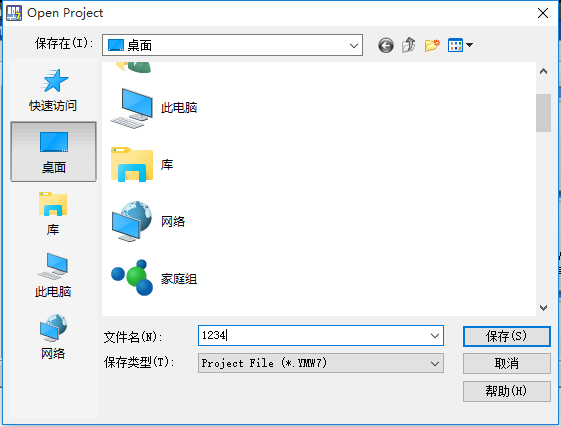 Open Project
保存在(I):
桌面
快速访问
桌面
库
此电脑
网络
此电脑
库
网络
家庭组
文件名(N):
1234
保存(S)
保存类型(T):
Project File (*.YMW7)
取消
帮助(H)